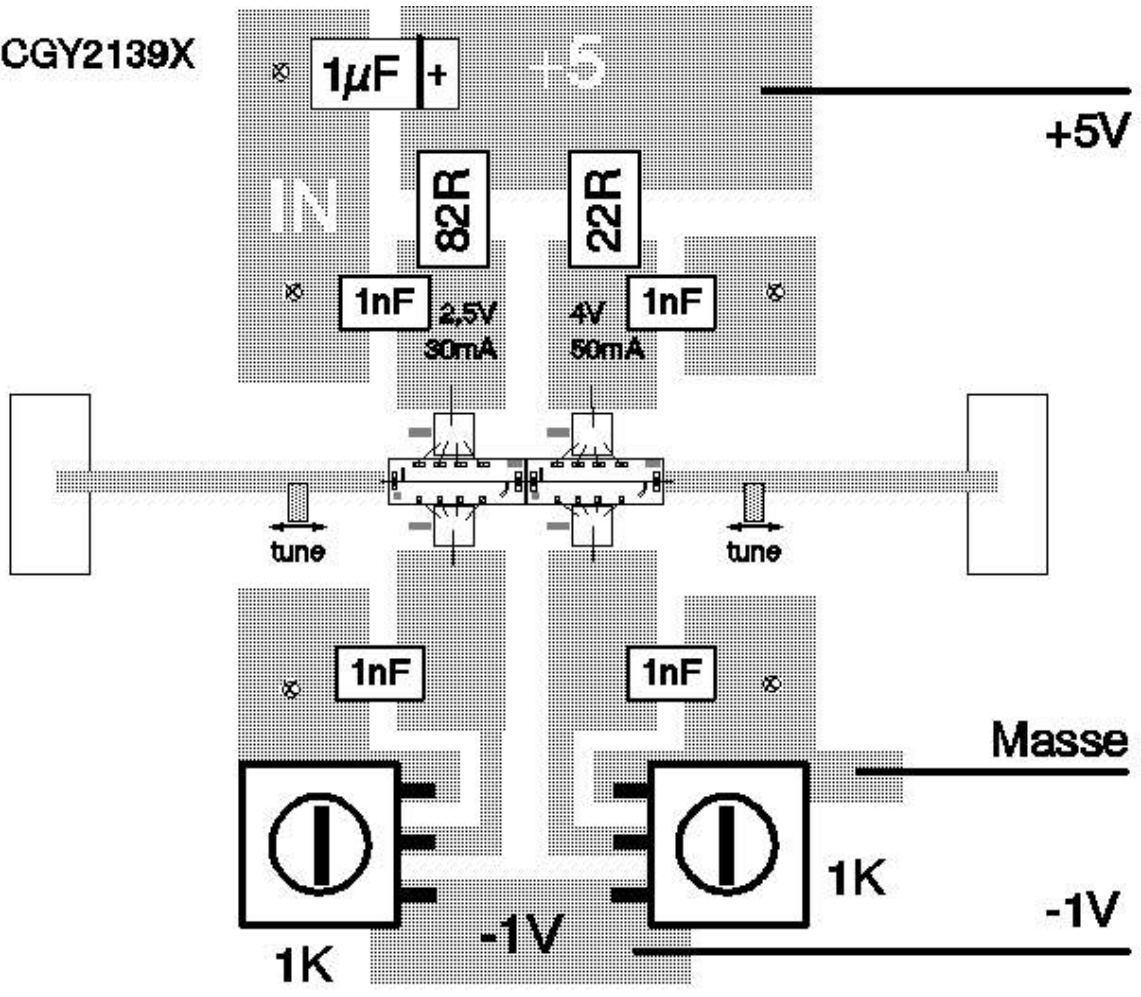 CGY2139X
1µF
+
+5
+5V
IN
82R
22R
1nF
2,5V
30mA
4V
50mA
1nF
tune
tune
1nF
1nF
Masse
1K
-1V
-1V
1K